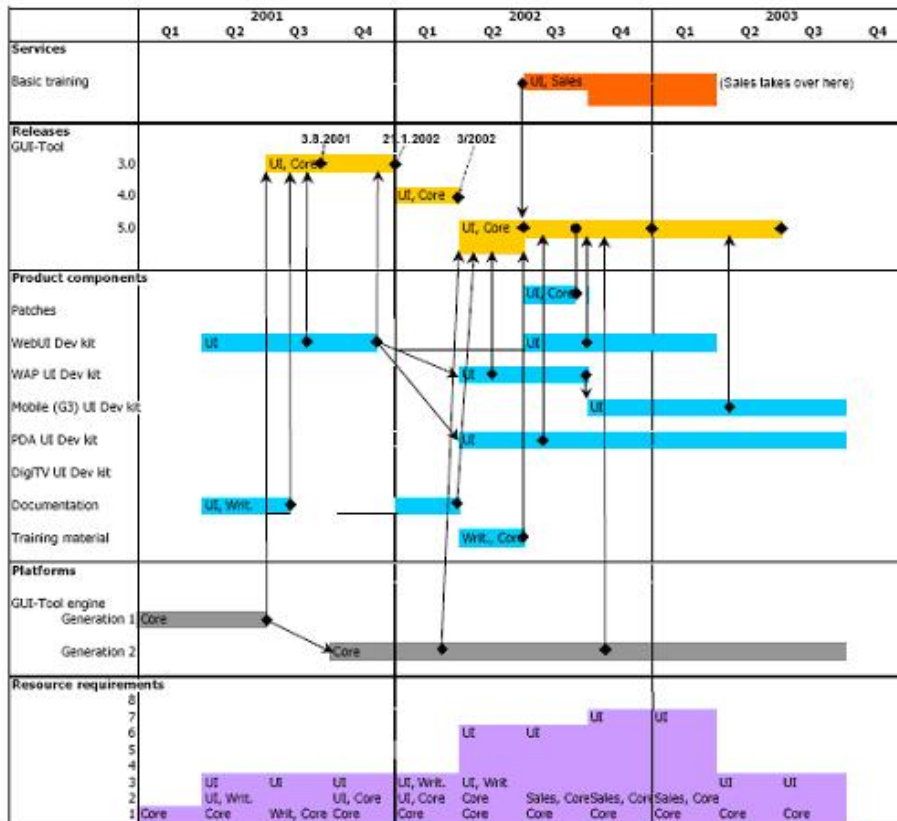 2001 2002 2003
Q1 Q2 Q3 Q4 Q1 Q2 Q3 Q4 Q1 Q2 Q3 Q4
Services
Basic training UI, Sales (Sales takes over here)
Releases
3.8.2001 21.1.2002 3/2002
GUI-Tool
3.0 UI, Core
4.0 UI, Core
5.0 UI, Core
Product components
UI, Core
Patches
WebUI Dev kit UI UI
WAP UI Dev kit UI
Mobile (G3) UI Dev kit UI
PDA UI Dev kit UI
DigiTV UI Dev kit
Documentation UI, Writ.
Training material Writ., Core
Platforms
GUI-Tool engine
Generation 1 Core
Generation 2 Core
Resource requirements
8
7 UI UI
6 UI UI
5
4
3 UI UI UI UI, Writ. UI, Writ UI UI
2 UI, Writ. UI, Core UI, Core Core Sales, Core Sales, Core Sales, Core Core Core
1 Core Core Writ, Core Core Core Core Core Core Core Core Core